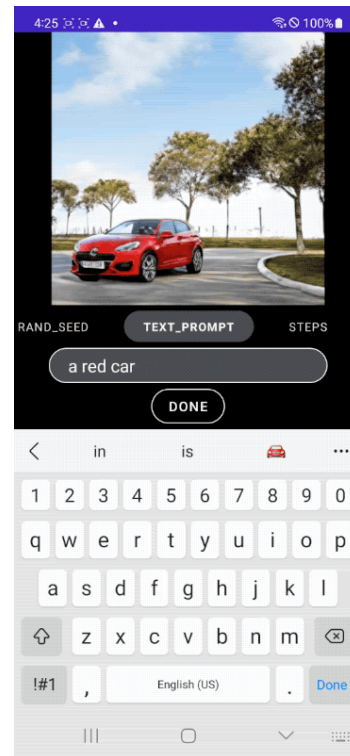 4:25
100%
RAND_SEED TEXT_PROMPT STEPS
a red car
DONE
in is
1 2 3 4 5 6 7 8 9 0
q w e r t y u i o p
a s d f g h j k l
z x c v b n m
!#1 , English (US) . Done